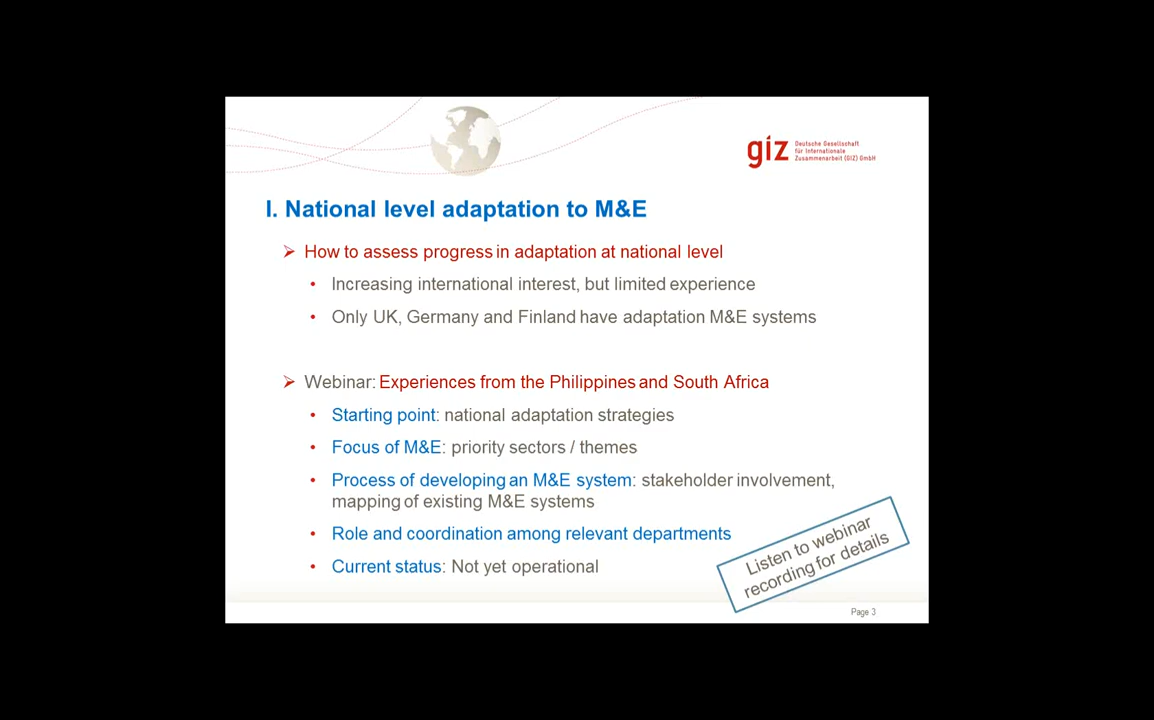 giz Deutsche Gesellschaft
für Internationale
Zusammenarbeit (GIZ) GmbH
I. National level adaptation to M&E
➢ How to assess progress in adaptation at national level
• Increasing international interest, but limited experience
• Only UK, Germany and Finland have adaptation M&E systems
➢ Webinar: Experiences from the Philippines and South Africa
• Starting point: national adaptation strategies
• Focus of M&E: priority sectors / themes
• Process of developing an M&E system: stakeholder involvement,
mapping of existing M&E systems
• Role and coordination among relevant departments
• Current status: Not yet operational
Listen to webinar
recording for details
Page 3